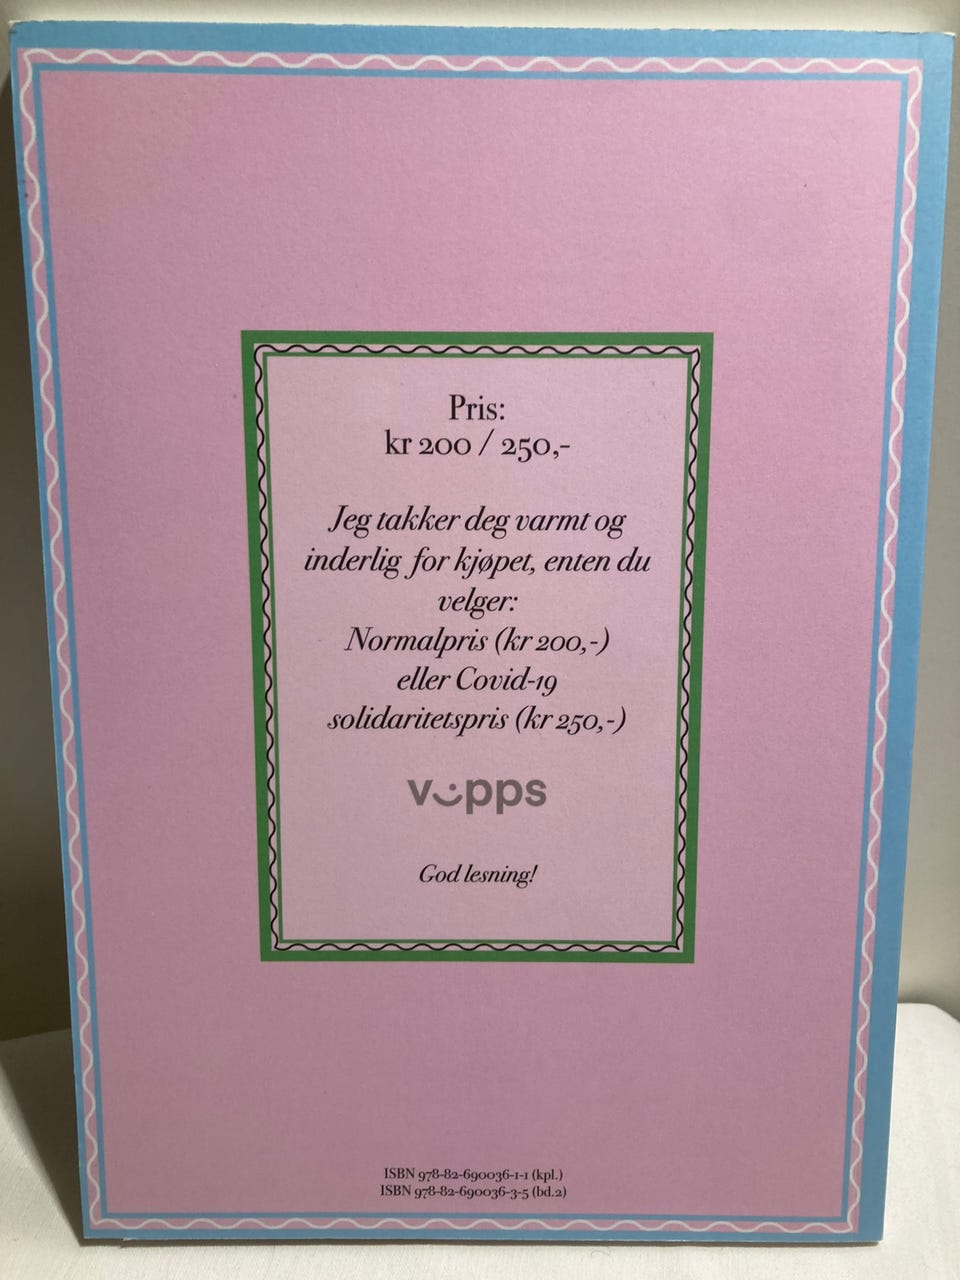 Pris:
kr 200 / 250,-
Jeg takker deg varmt og
inderlig for kjøpet, enten du
velger:
Normalpris (kr 200,-)
eller Covid-19
solidaritetspris (kr 250,-)
vipps
God lesning!
ISBN 978-82-690036-1-1 (kpl.)
ISBN 978-82-690036-3-5 (bd.2)